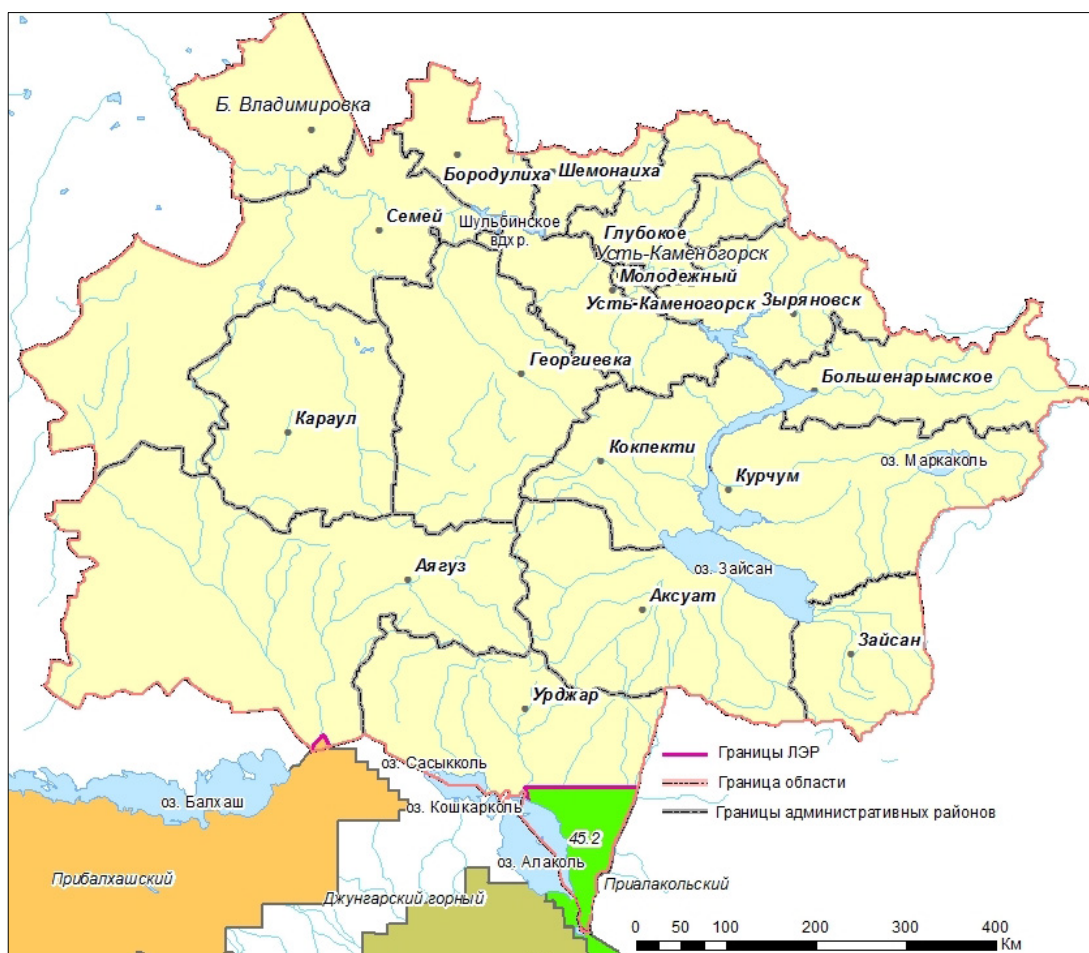 Б. Владимировка
Бородулиха
Шемонаиха
Семей
Шульбинское
вдхр.
Глубокое
Усть-Каменогорск
Молодежный
Усть-Каменогорск
Зыряновск
Георгиевка
Большенарымское
Караул
Кокпекти
оз. Маркаколь
Курчум
Аягуз
оз. Зайсан
Аксуат
Зайсан
Урджар
оз. Сасыкколь
оз. Балхаш
оз. Кошкарколь
45.2
оз. Алаколь
Прибалхашский
Джунгарский горный
Приалакольский
Границы ЛЭР
Граница области
Границы административных районов
0 50 100 200 300 400
Км